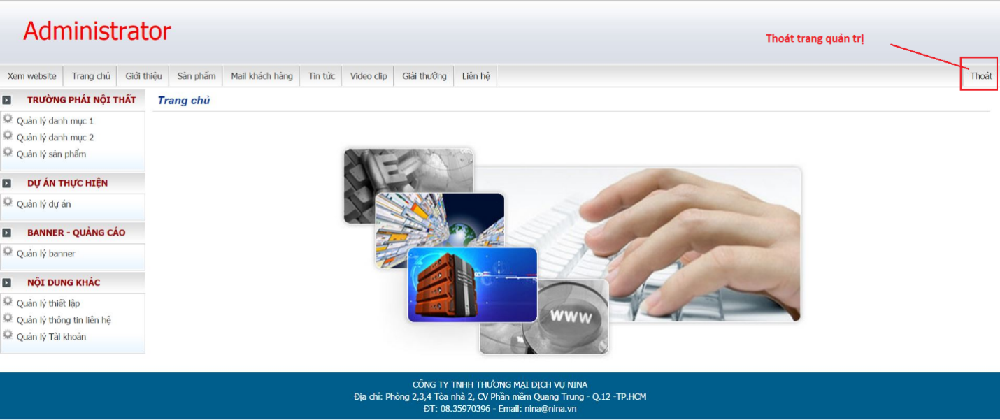 Administrator
Thoát trang quản trị
Xem website Trang chủ Giới thiệu Sản phẩm Mail khách hàng Tin tức Video clip Giải thưởng Liên hệ Thoát
TRƯỜNG PHÁI NỘI THẤT
Trang chủ
Quản lý danh mục 1
Quản lý danh mục 2
Quản lý sản phẩm
DỰ ÁN THỰC HIỆN
Quản lý dự án
BANNER - QUẢNG CÁO
Quản lý banner
NỘI DUNG KHÁC
Quản lý thiết lập
Quản lý thông tin liên hệ
Quản lý Tài khoản
www
CÔNG TY TNHH THƯƠNG MẠI DỊCH VỤ NINA
Địa chỉ: Phòng 2,3,4 Tòa nhà 2, CV Phần mềm Quang Trung - Q.12 -TP.HCM
ĐT: 08.35970396 - Email: nina@nina.vn